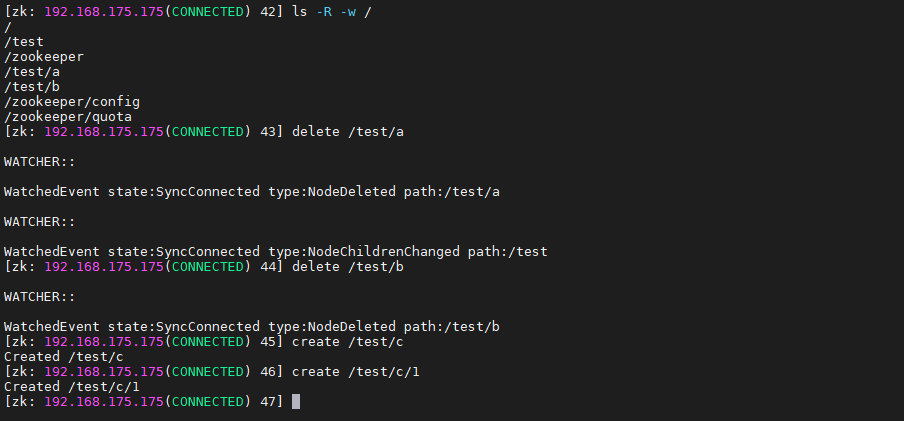 [zk: 192.168.175.175(CONNECTED) 42] ls -R -w /
/
/test
/zookeeper
/test/a
/test/b
/zookeeper/config
/zookeeper/quota
[zk: 192.168.175.175(CONNECTED) 43] delete /test/a
WATCHER::
WatchedEvent state:SyncConnected type:NodeDeleted path:/test/a
WATCHER::
WatchedEvent state:SyncConnected type:NodeChildrenChanged path:/test
[zk: 192.168.175.175(CONNECTED) 44] delete /test/b
WATCHER::
WatchedEvent state:SyncConnected type:NodeDeleted path:/test/b
[zk: 192.168.175.175(CONNECTED) 45] create /test/c
Created /test/c
[zk: 192.168.175.175(CONNECTED) 46] create /test/c/1
Created /test/c/1
[zk: 192.168.175.175(CONNECTED) 47]